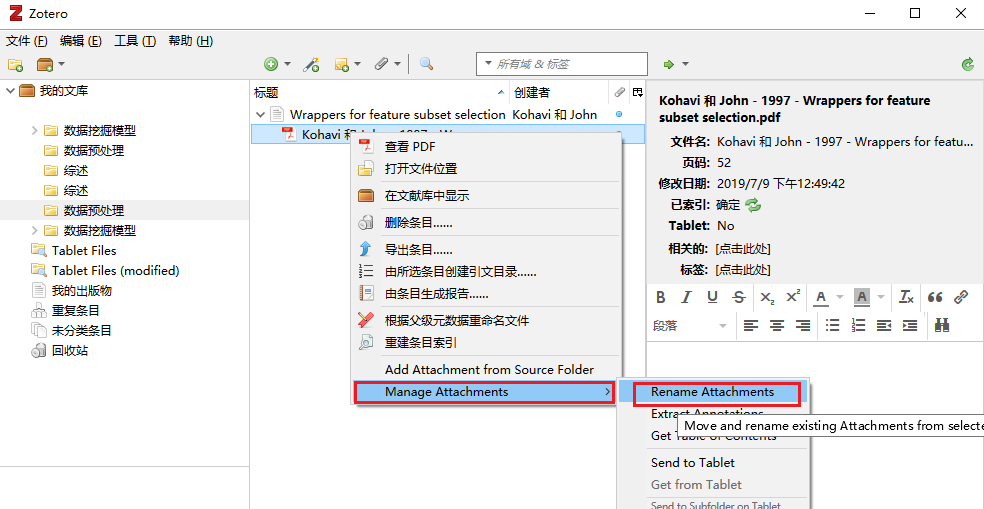 Zotero
文件 (F) 编辑 (E) 工具 (T) 帮助 (H)
所有域 & 标签
我的文库
数据挖掘模型
数据预处理
综述
综述
数据预处理
数据挖掘模型
Tablet Files
Tablet Files (modified)
我的出版物
重复条目
未分类条目
回收站
标题 创建者
Wrappers for feature subset selection Kohavi 和 John
Kohavi 和 John - 1997 - W
查看 PDF
打开文件位置
在文献库中显示
删除条目......
导出条目......
由所选条目创建引文目录......
由条目生成报告......
根据父级元数据重命名文件
重建条目索引
Add Attachment from Source Folder
Manage Attachments
Rename Attachments
Extract Annotations
Move and rename existing Attachments from selecte
Get Table of Contents
Send to Tablet
Get from Tablet
Send to Subfolder on Tablet
Kohavi 和 John - 1997 - Wrappers for feature
subset selection.pdf
文件名: Kohavi 和 John - 1997 - Wrappers for featu...
页码: 52
修改日期: 2019/7/9 下午12:49:42
已索引: 确定
Tablet: No
相关的: [点击此处]
标签: [点击此处]
B I U S X₂ X² A A Ix
段落